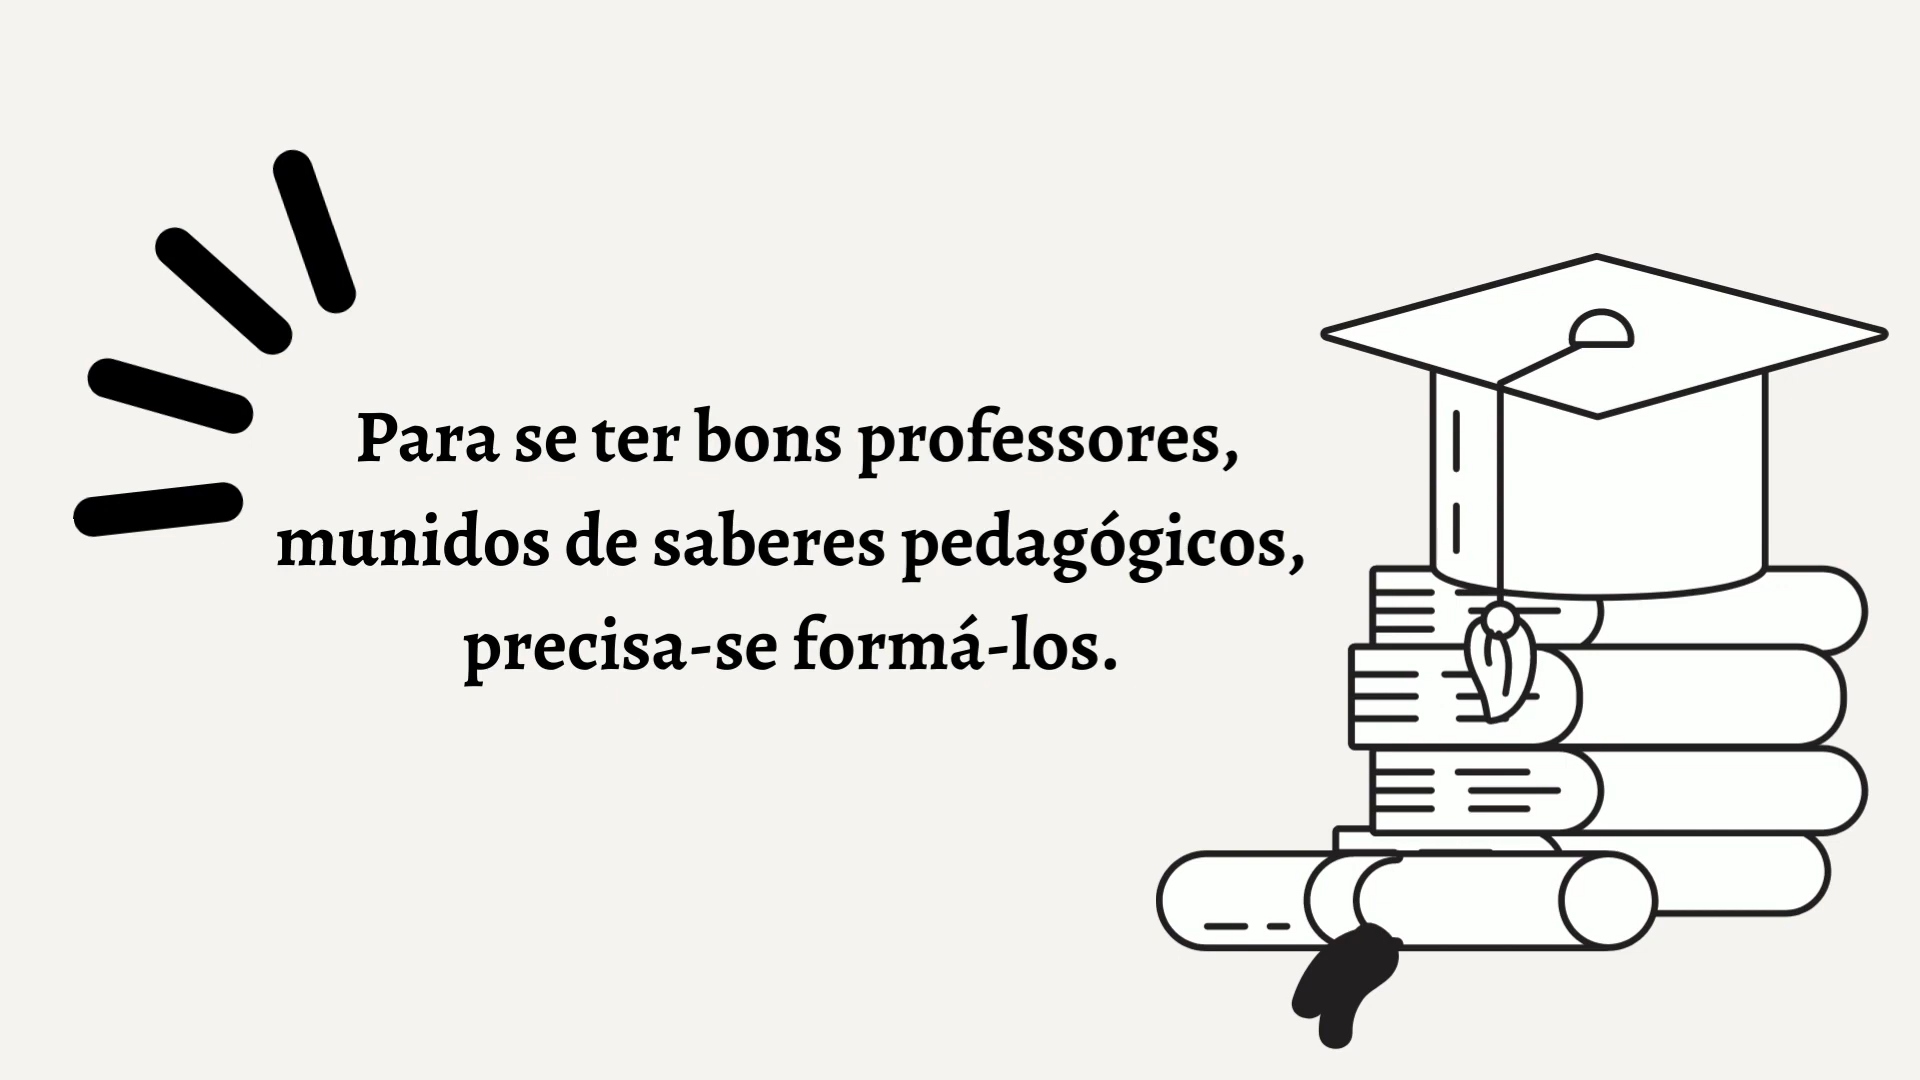 Para se ter bons professores,
munidos de saberes pedagógicos,
precisa-se formá-los.